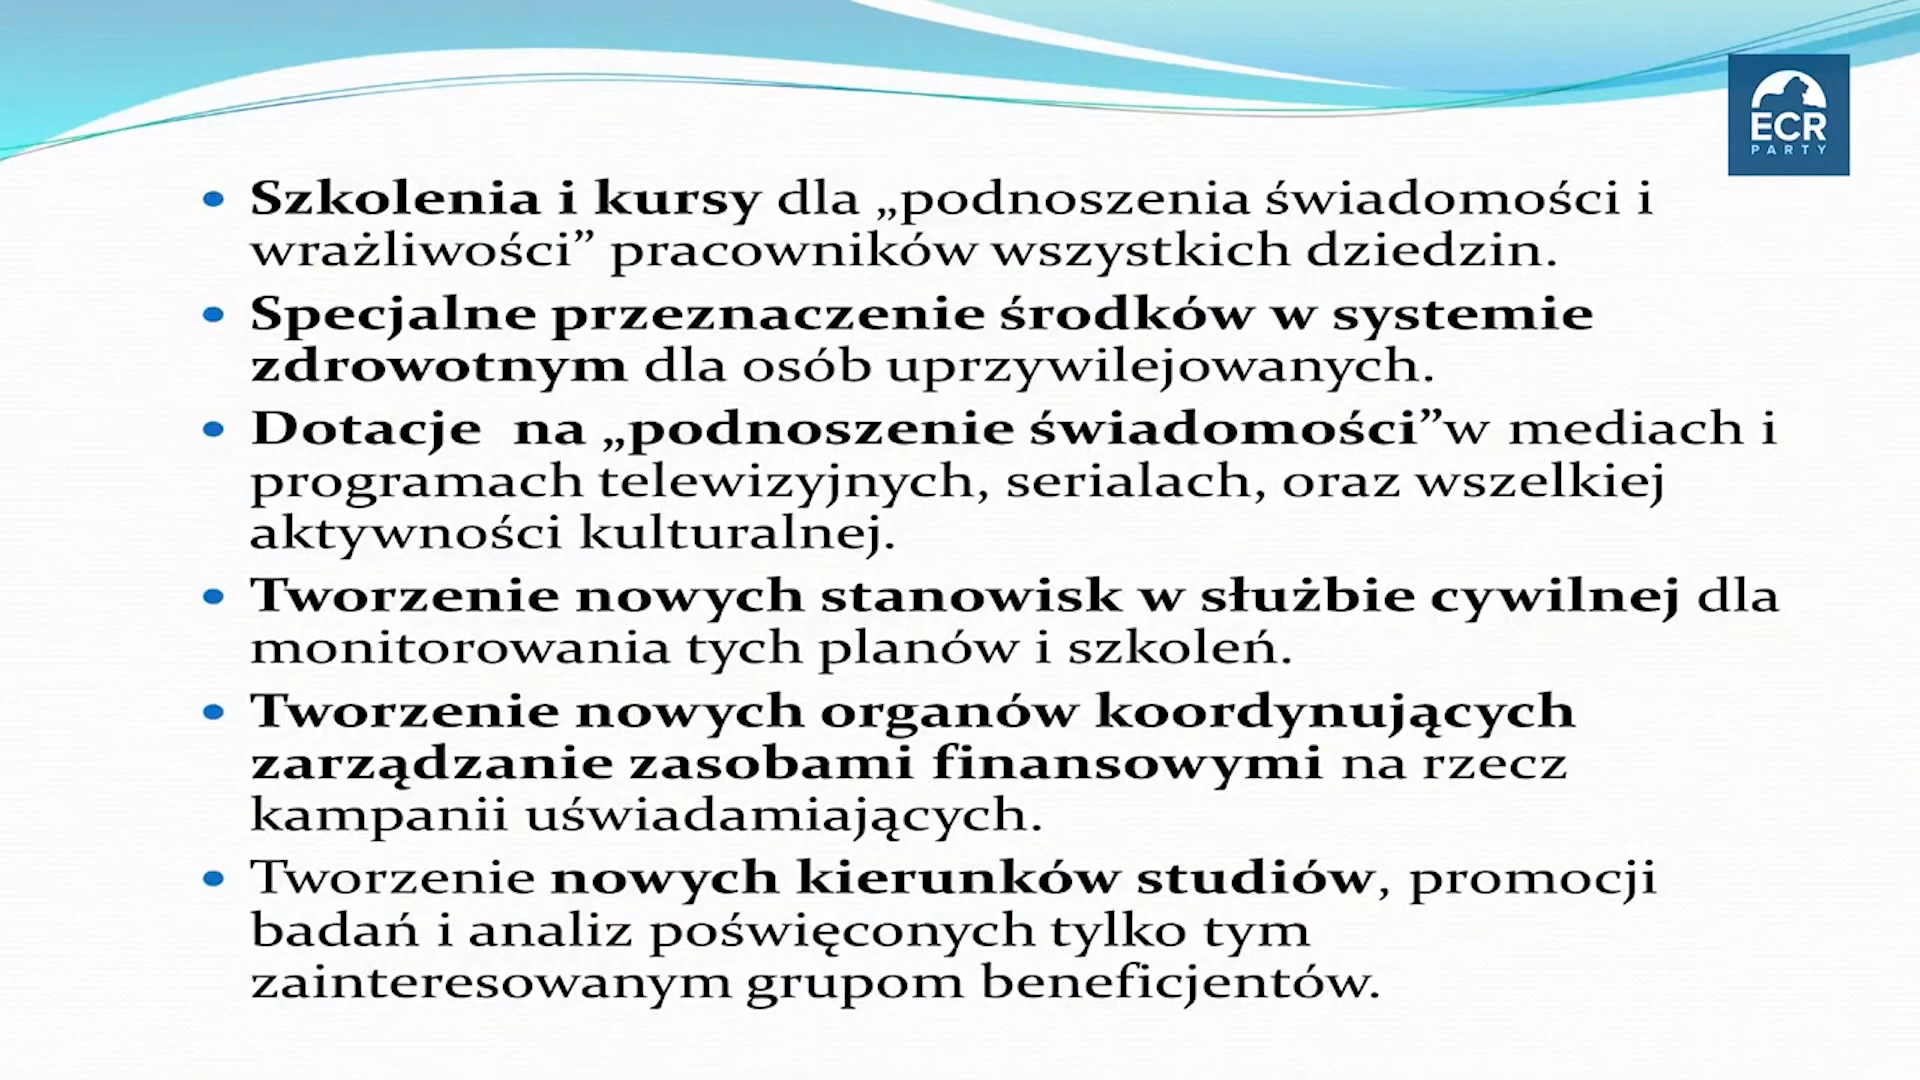 ECR
PARTY
• Szkolenia i kursy dla „podnoszenia świadomości i
wrażliwości” pracowników wszystkich dziedzin.
• Specjalne przeznaczenie środków w systemie
zdrowotnym dla osób uprzywilejowanych.
• Dotacje  na „podnoszenie świadomości”w mediach i
programach telewizyjnych, serialach, oraz wszelkiej
aktywności kulturalnej.
• Tworzenie nowych stanowisk w służbie cywilnej dla
monitorowania tych planów i szkoleń.
• Tworzenie nowych organów koordynujących
zarządzanie zasobami finansowymi na rzecz
kampanii uświadamiających.
• Tworzenie nowych kierunków studiów, promocji
badań i analiz poświęconych tylko tym
zainteresowanym grupom beneficjentów.